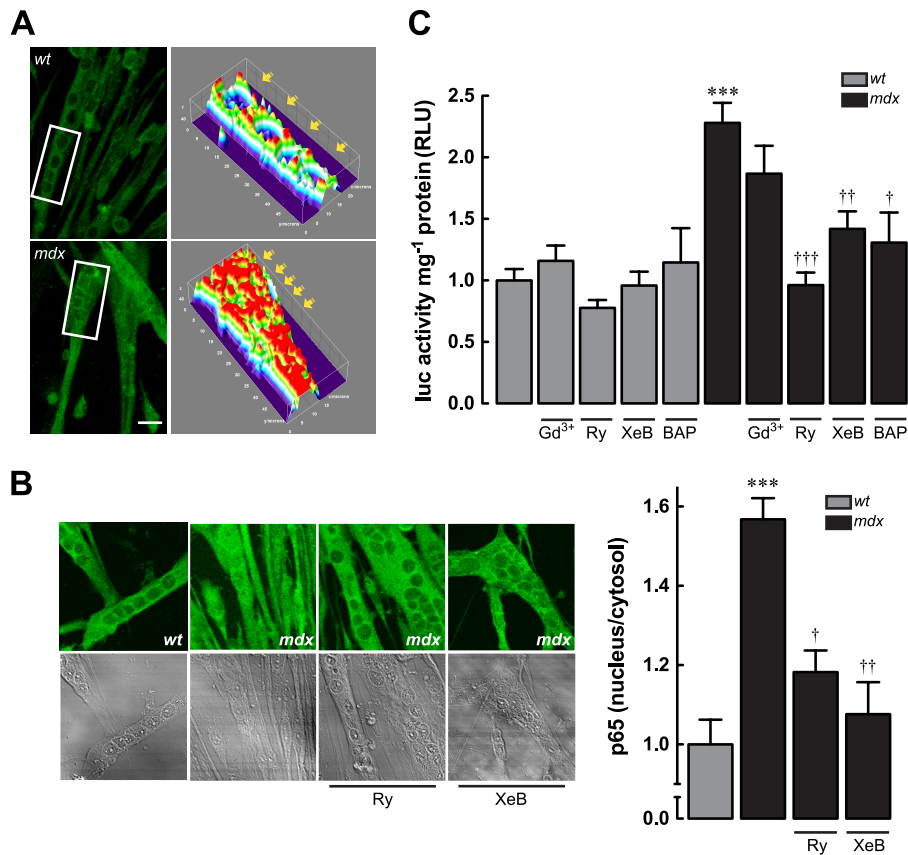 A
wt
mdx
B
wt
mdx
mdx
mdx
Ry
XeB
C
wt
mdx
luc activity mg⁻¹ protein (RLU)
2.5
2.0
1.5
1.0
0.5
0.0
***
†††
††
†
Gd³⁺
Ry
XeB
BAP
Gd³⁺
Ry
XeB
BAP
wt
mdx
p65 (nucleus/cytosol)
1.6
1.4
1.2
1.0
0.0
***
†
††
Ry
XeB